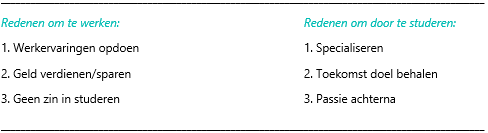 Redenen om te werken: Redenen om door te studeren:
1. Werkervaringen opdoen 1. Specialiseren
2. Geld verdienen/sparen 2. Toekomst doel behalen
3. Geen zin in studeren 3. Passie achterna